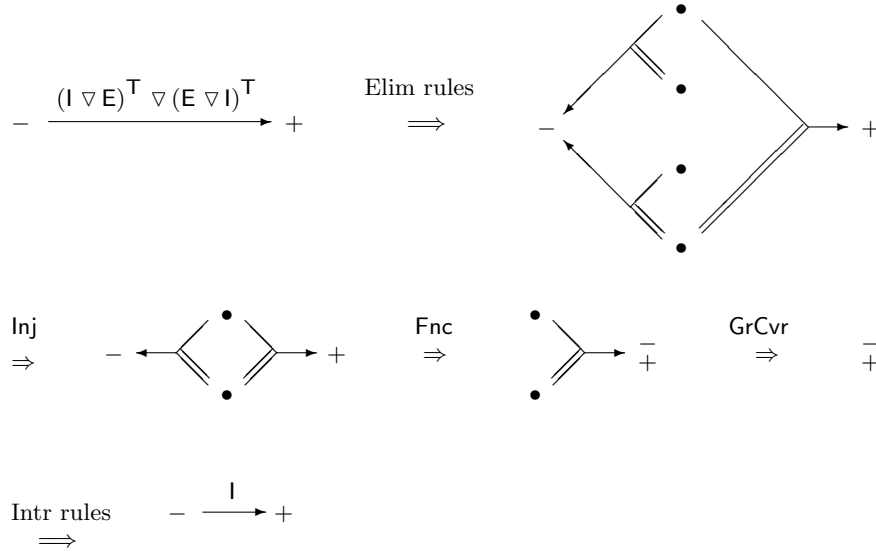 (I ▽ E)^T ▽ (E ▽ I)^T
− +
Elim rules
⟹
− +
Inj
⇒
− +
Fnc
⇒
−
+
GrCvr
⇒
−
+
Intr rules
⟹
I
− +